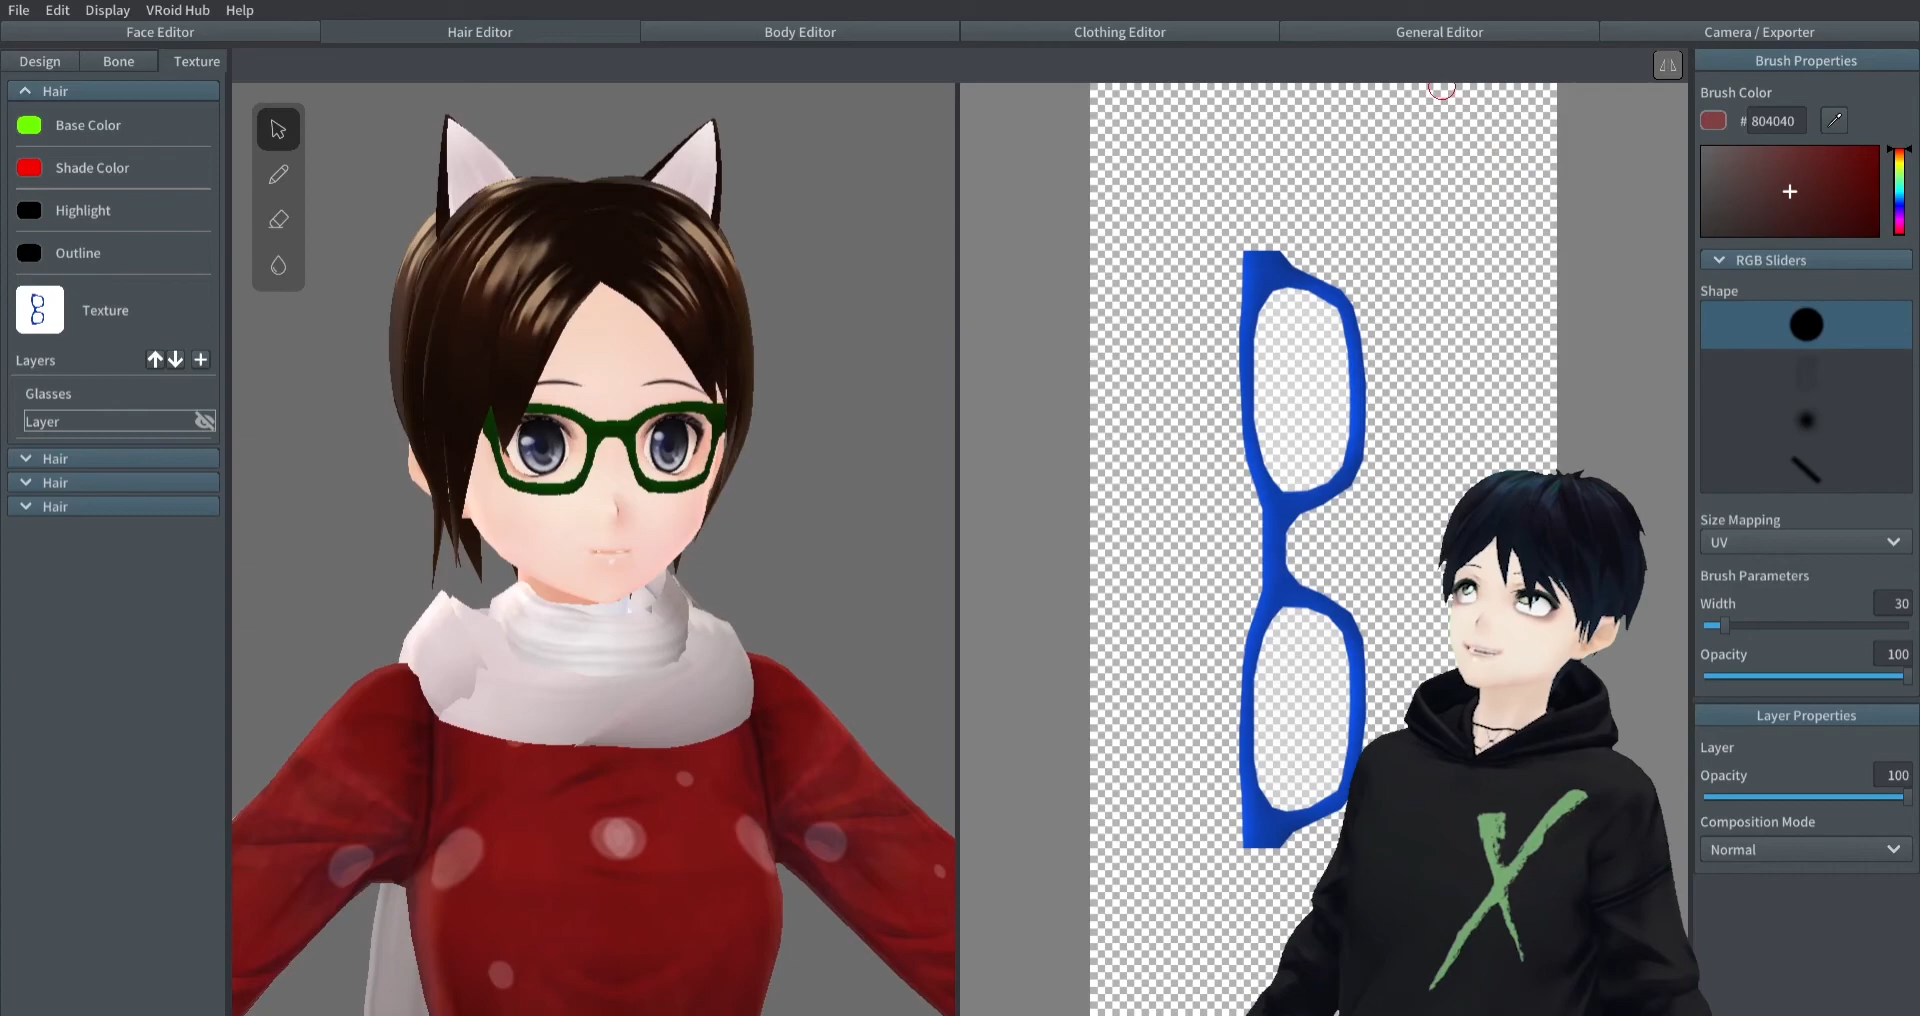 File Edit Display VRoid Hub Help
Face Editor Hair Editor Body Editor Clothing Editor General Editor Camera / Exporter
Design Bone Texture
Hair
Base Color
Shade Color
Highlight
Outline
Texture
Layers
Glasses
Layer
Hair
Hair
Hair
Brush Properties
Brush Color
# 804040
RGB Sliders
Shape
Size Mapping
UV
Brush Parameters
Width 30
Opacity 100
Layer Properties
Layer
Opacity 100
Composition Mode
Normal